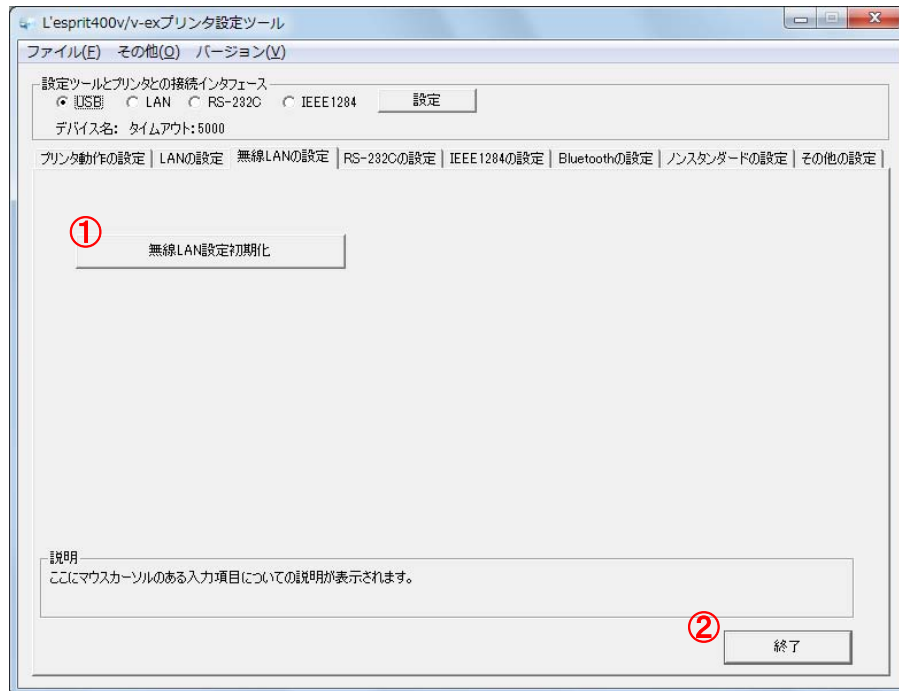 L'esprit400v/v-exプリンタ設定ツール
ファイル(F) その他(O) バージョン(V)
設定ツールとプリンタとの接続インタフェース
USB LAN RS-232C IEEE1284 設定
デバイス名: タイムアウト:5000
プリンタ動作の設定 LANの設定 無線LANの設定 RS-232Cの設定 IEEE1284の設定 Bluetoothの設定 ノンスタンダードの設定 その他の設定
①
無線LAN設定初期化
説明
ここにマウスカーソルのある入力項目についての説明が表示されます。
②
終了